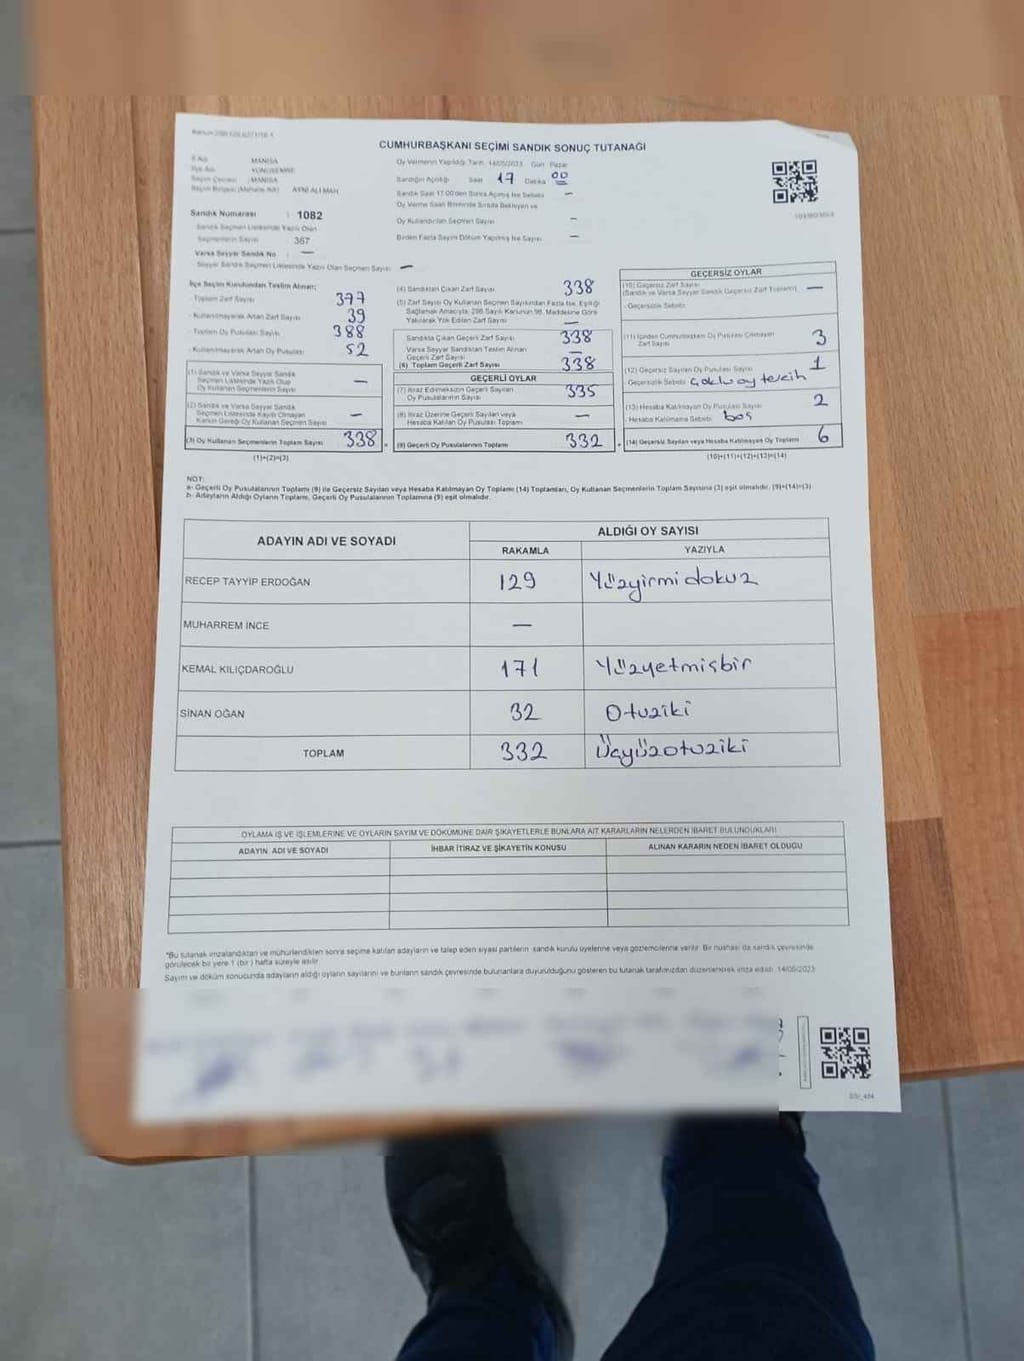 CUMHURBAŞKANI SEÇİMİ SANDIK SONUÇ TUTANAĞI
İl Adı MANİSA
İlçe Adı YUNUSEMRE
Seçim Çevresi : MANİSA
Seçim Bölgesi (Mahalle Adı) AYNİ ALİ MAH
Sandık Numarası : 1082
Sandık Seçmen Listesinde Yazılı Olan
Seçmenlerin Sayısı 367
Varsa Seyyar Sandık No : —
Seyyar Sandık Seçmen Listesinde Yazılı Olan Seçmen Sayısı —
Oy Vermenin Yapıldığı Tarih 14/05/2023 Gün Pazar
Sandığın Açıldığı Saat 17 Dakika 00
Sandık Saat 17.00'den Sonra Açılmış İse Sebebi —
Oy Verme Saati Bitiminde Sırada Bekleyen ve
Oy Kullandırılan Seçmen Sayısı —
Birden Fazla Sayım Döküm Yapılmış İse Sayısı —
İlçe Seçim Kurulundan Teslim Alınan;
- Toplam Zarf Sayısı 377
- Kullanılmayarak Artan Zarf Sayısı 39
- Toplam Oy Pusulası Sayısı 388
- Kullanılmayarak Artan Oy Pusulası 52
(1) Sandık ve Varsa Seyyar Sandık
Seçmen Listesinde Yazılı Olup
Oy Kullanan Seçmenlerin Sayısı —
(2) Sandık ve Varsa Seyyar Sandık
Seçmen Listesinde Kayıtlı Olmayan
Kanun Gereği Oy Kullanan Seçmen Sayısı —
(3) Oy Kullanan Seçmenlerin Toplam Sayısı 338
(1)+(2)=(3)
(4) Sandıktan Çıkan Zarf Sayısı 338
(5) Zarf Sayısı Oy Kullanan Seçmen Sayısından Fazla İse, Eşitliği
Sağlamak Amacıyla 298 Sayılı Kanunun 98. Maddesine Göre
Yakılarak Yok Edilen Zarf Sayısı —
Sandıkta Çıkan Geçerli Zarf Sayısı 338
Varsa Seyyar Sandıktan Teslim Alınan
Geçerli Zarf Sayısı —
(6) Toplam Geçerli Zarf Sayısı 338
GEÇERLİ OYLAR
(7) İtiraz Edilmeksizin Geçerli Sayılan
Oy Pusulalarının Sayısı 335
(8) İtiraz Üzerine Geçerli Sayılan veya
Hesaba Katılan Oy Pusulası Toplamı —
(9) Geçerli Oy Pusulalarının Toplamı 332
GEÇERSİZ OYLAR
(10) Geçersiz Zarf Sayısı
(Sandık ve Varsa Seyyar Sandık Geçersiz Zarf Toplamı) —
- Geçersizlik Sebebi:
(11) İçinden Cumhurbaşkanı Oy Pusulası Çıkmayan
Zarf Sayısı 3
(12) Geçersiz Sayılan Oy Pusulası Sayısı 1
- Geçersizlik Sebebi Çoklu oy tercih
(13) Hesaba Katılmayan Oy Pusulası Sayısı 2
- Hesaba Katılmama Sebebi boş
(14) Geçersiz Sayılan veya Hesaba Katılmayan Oy Toplamı 6
(10)+(11)+(12)+(13)=(14)
NOT:
a- Geçerli Oy Pusulalarının Toplamı (9) ile Geçersiz Sayılan veya Hesaba Katılmayan Oy Toplamı (14) Toplamları, Oy Kullanan Seçmenlerin Toplam Sayısına (3) eşit olmalıdır. (9)+(14)=(3)
b- Adayların Aldığı Oyların Toplamı, Geçerli Oy Pusulalarının Toplamına (9) eşit olmalıdır.
ADAYIN ADI VE SOYADI ALDIĞI OY SAYISI
RAKAMLA YAZIYLA
RECEP TAYYİP ERDOĞAN 129 Yüzyirmidokuz
MUHARREM İNCE —
KEMAL KILIÇDAROĞLU 171 Yüzyetmişbir
SİNAN OĞAN 32 Otuziki
TOPLAM 332 Üçyüzotuziki
OYLAMA İŞ VE İŞLEMLERİNE VE OYLARIN SAYIM VE DÖKÜMÜNE DAİR ŞİKAYETLERLE BUNLARA AİT KARARLARIN NELERDEN İBARET BULUNDUKLARI
ADAYIN ADI VE SOYADI İHBAR İTİRAZ VE ŞİKAYETİN KONUSU ALINAN KARARIN NEDEN İBARET OLDUĞU
*Bu tutanak imzalandıktan ve mühürlendikten sonra seçime katılan adayların ve talep eden siyasi partilerin sandık kurulu üyelerine veya gözlemcilerine verilir. Bir nüshası da sandık çevresinde
görülecek bir yere 1 (bir) hafta süreyle asılır.
Sayım ve döküm sonucunda adayların aldığı oyların sayılarını ve bunların sandık çevresinde bulunanlara duyurulduğunu gösteren bu tutanak tarafımızdan düzenlenerek imza edildi. 14/05/2023